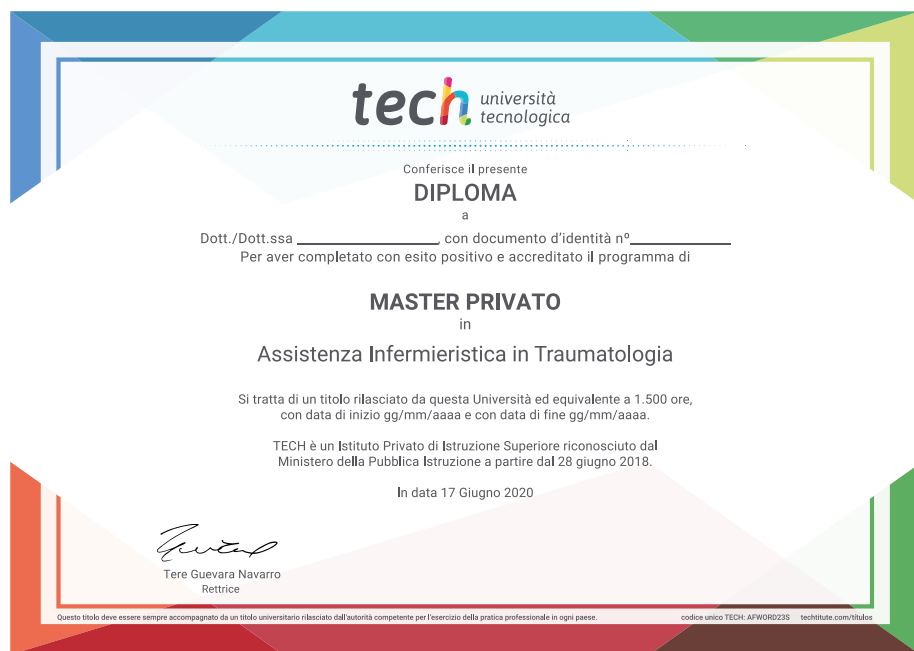 tech università
tecnologica
Conferisce il presente
DIPLOMA
a
Dott./Dott.ssa ________________, con documento d'identità nº___________
Per aver completato con esito positivo e accreditato il programma di
MASTER PRIVATO
in
Assistenza Infermieristica in Traumatologia
Si tratta di un titolo rilasciato da questa Università ed equivalente a 1.500 ore,
con data di inizio gg/mm/aaaa e con data di fine gg/mm/aaaa.
TECH è un Istituto Privato di Istruzione Superiore riconosciuto dal
Ministero della Pubblica Istruzione a partire dal 28 giugno 2018.
In data 17 Giugno 2020
Tere Guevara Navarro
Rettrice
Questo titolo deve essere sempre accompagnato da un titolo universitario rilasciato dall'autorità competente per l'esercizio della pratica professionale in ogni paese. codice unico TECH: AFWORD23S techtitute.com/titulos